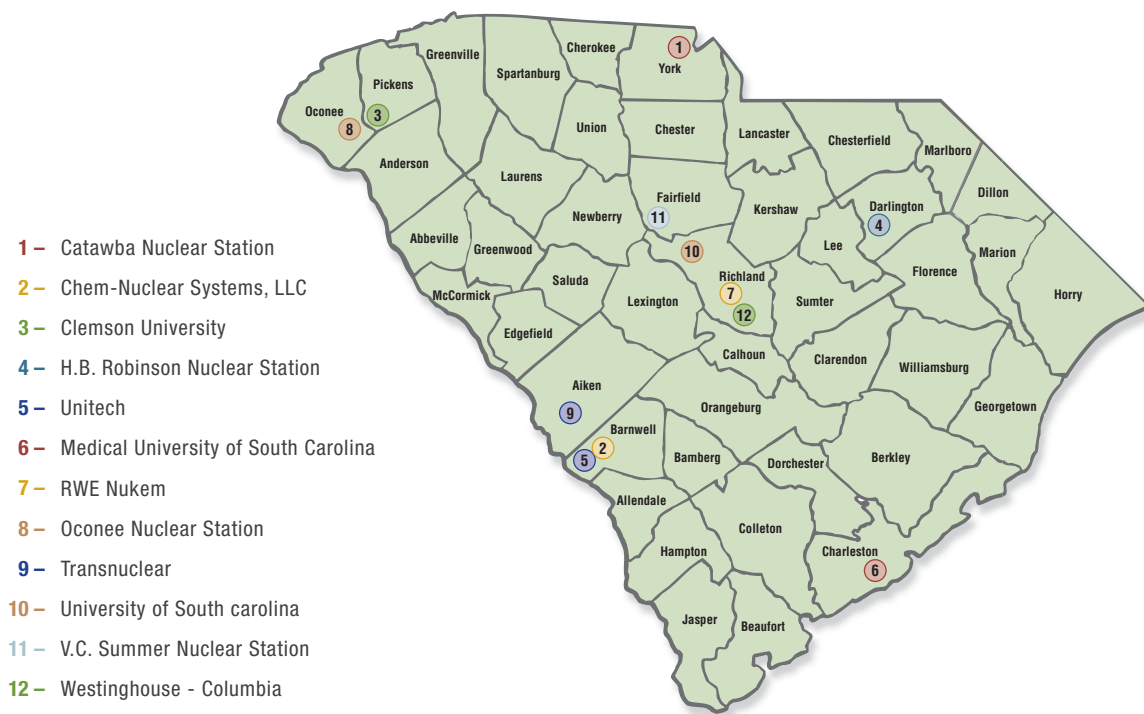 1 – Catawba Nuclear Station
2 – Chem-Nuclear Systems, LLC
3 – Clemson University
4 – H.B. Robinson Nuclear Station
5 – Unitech
6 – Medical University of South Carolina
7 – RWE Nukem
8 – Oconee Nuclear Station
9 – Transnuclear
10 – University of South carolina
11 – V.C. Summer Nuclear Station
12 – Westinghouse - Columbia
Cherokee
1
York
Greenville
Spartanburg
Pickens
Oconee
3
8
Union
Chester
Lancaster
Chesterfield
Marlboro
Anderson
Laurens
Fairfield
11
Kershaw
Darlington
4
Dillon
Newberry
Abbeville
Greenwood
10
Lee
Marion
Florence
Saluda
McCormick
Lexington
Richland
7
12
Sumter
Horry
Edgefield
Calhoun
Clarendon
Williamsburg
Aiken
9
Orangeburg
Georgetown
Barnwell
2
5
Bamberg
Dorchester
Berkley
Allendale
Colleton
Hampton
Charleston
6
Jasper
Beaufort